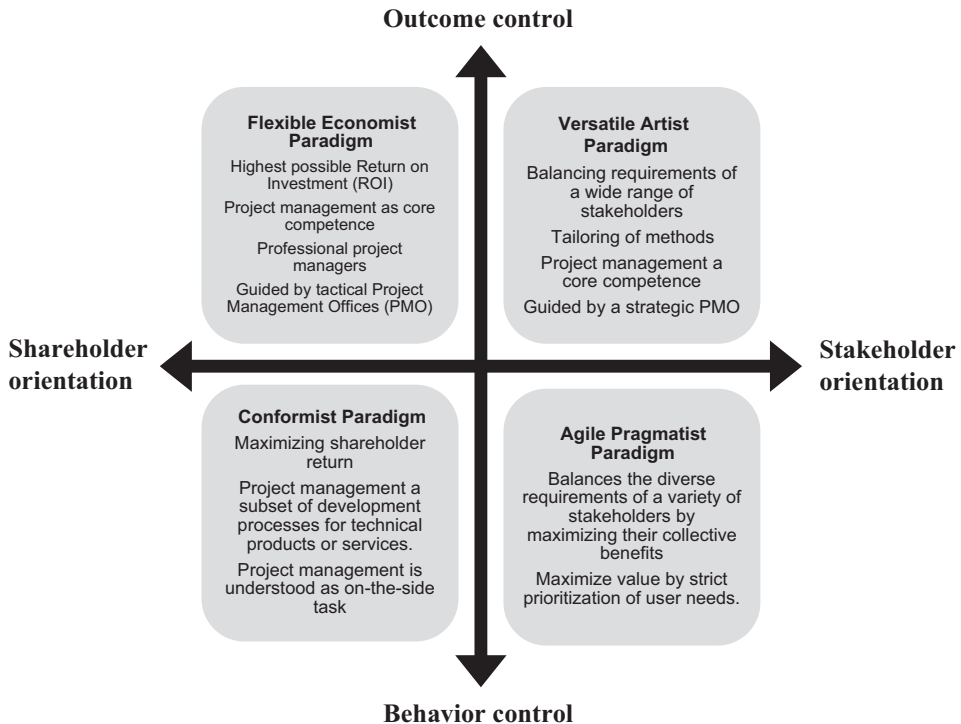 Outcome control
Flexible Economist
Paradigm
Highest possible Return on
Investment (ROI)
Project management as core
competence
Professional project
managers
Guided by tactical Project
Management Offices (PMO)
Versatile Artist
Paradigm
Balancing requirements of
a wide range of
stakeholders
Tailoring of methods
Project management a
core competence
Guided by a strategic PMO
Shareholder
orientation
Stakeholder
orientation
Conformist Paradigm
Maximizing shareholder
return
Project management a
subset of development
processes for technical
products or services.
Project management is
understood as on-the-side
task
Agile Pragmatist
Paradigm
Balances the diverse
requirements of a variety of
stakeholders by
maximizing their collective
benefits
Maximize value by strict
prioritization of user needs.
Behavior control